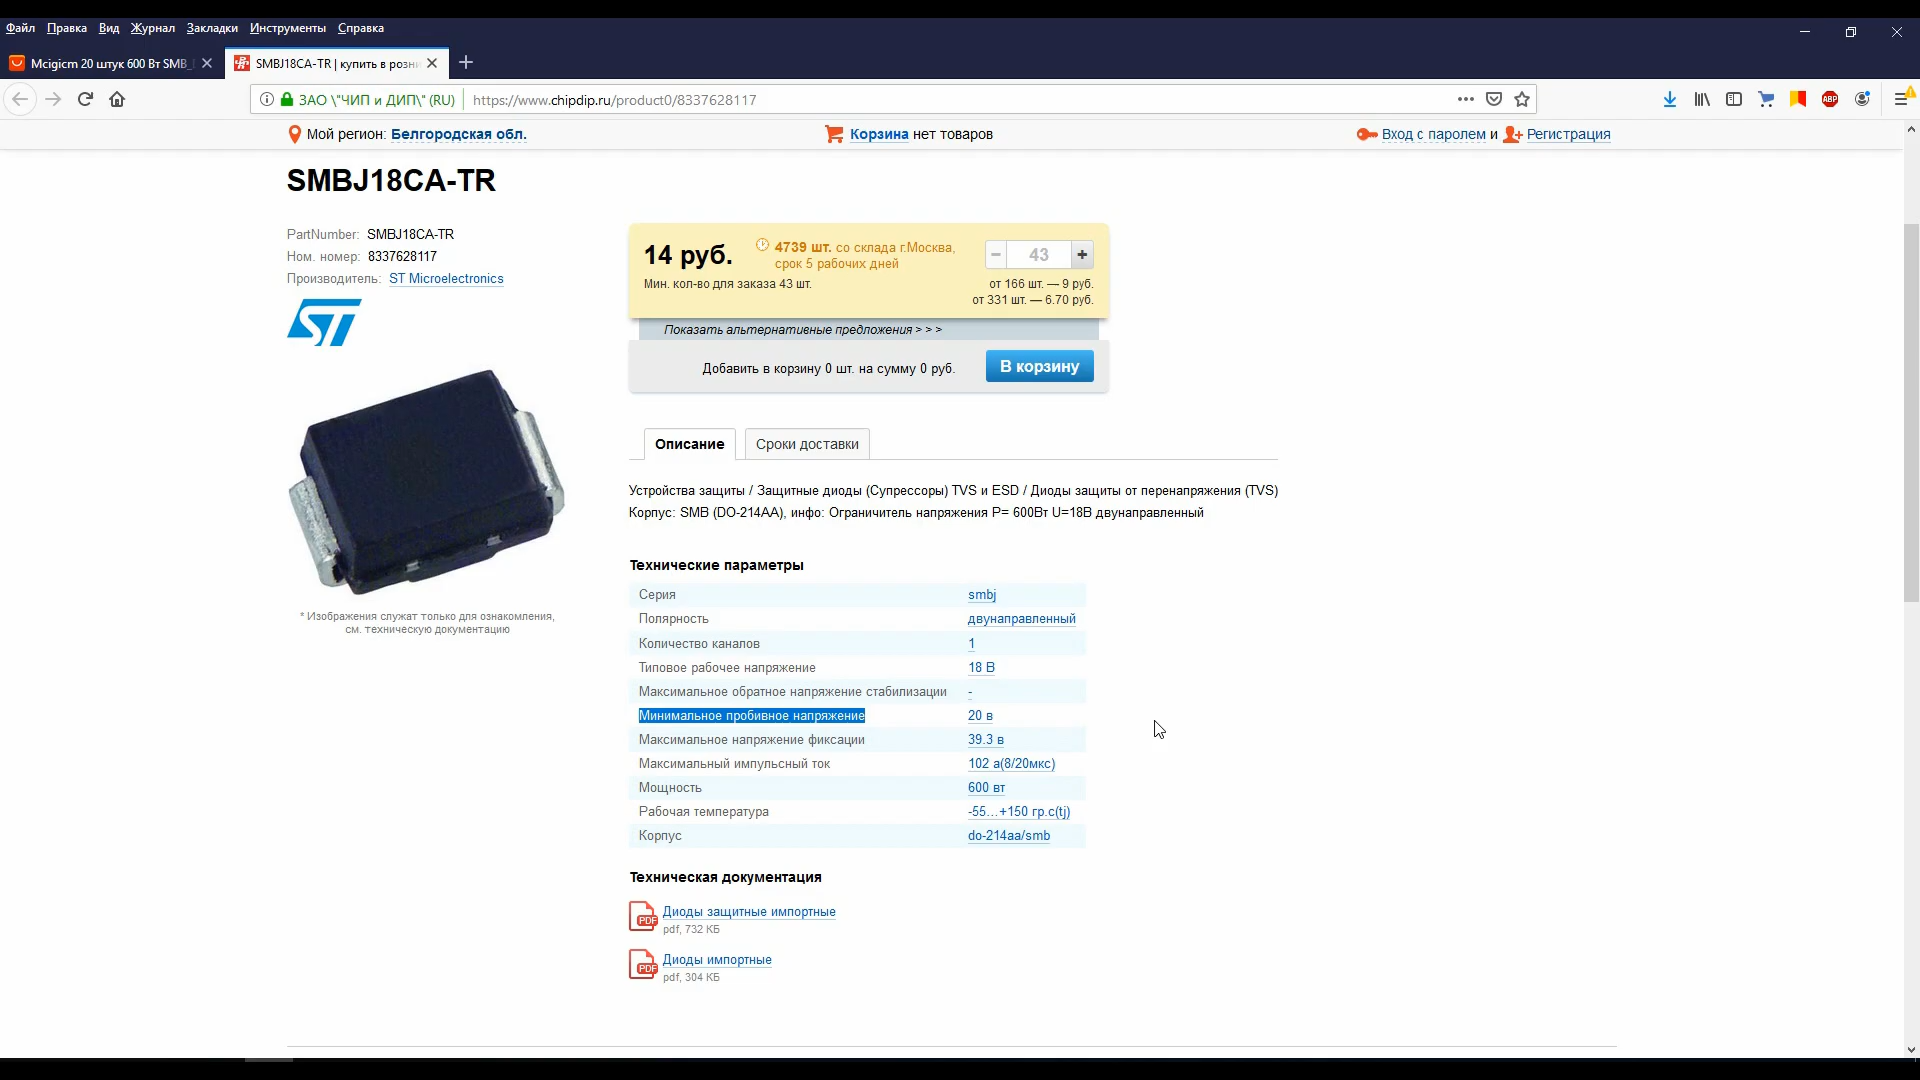 Файл Правка Вид Журнал Закладки Инструменты Справка
Mcigicm 20 штук 600 Вт SMB_
SMBJ18CA-TR | купить в розни
ЗАО \"ЧИП и ДИП\" (RU)
https://www.chipdip.ru/product0/8337628117
ABP
Мой регион: Белгородская обл.
Корзина нет товаров
Вход с паролем и Регистрация
SMBJ18CA-TR
PartNumber: SMBJ18CA-TR
Ном. номер: 8337628117
Производитель: ST Microelectronics
ST
* Изображения служат только для ознакомления,
см. техническую документацию
14 руб.
4739 шт. со склада г.Москва,
срок 5 рабочих дней
− 43 +
Мин. кол-во для заказа 43 шт.
от 166 шт. — 9 руб.
от 331 шт. — 6.70 руб.
Показать альтернативные предложения > > >
Добавить в корзину 0 шт. на сумму 0 руб.
В корзину
Описание
Сроки доставки
Устройства защиты / Защитные диоды (Супрессоры) TVS и ESD / Диоды защиты от перенапряжения (TVS)
Корпус: SMB (DO-214AA), инфо: Ограничитель напряжения P= 600Вт U=18В двунаправленный
Технические параметры
Серия smbj
Полярность двунаправленный
Количество каналов 1
Типовое рабочее напряжение 18 В
Максимальное обратное напряжение стабилизации -
Минимальное пробивное напряжение 20 в
Максимальное напряжение фиксации 39.3 в
Максимальный импульсный ток 102 а(8/20мкс)
Мощность 600 вт
Рабочая температура -55…+150 гр.с(tj)
Корпус do-214aa/smb
Техническая документация
PDF
Диоды защитные импортные
pdf, 732 КБ
PDF
Диоды импортные
pdf, 304 КБ